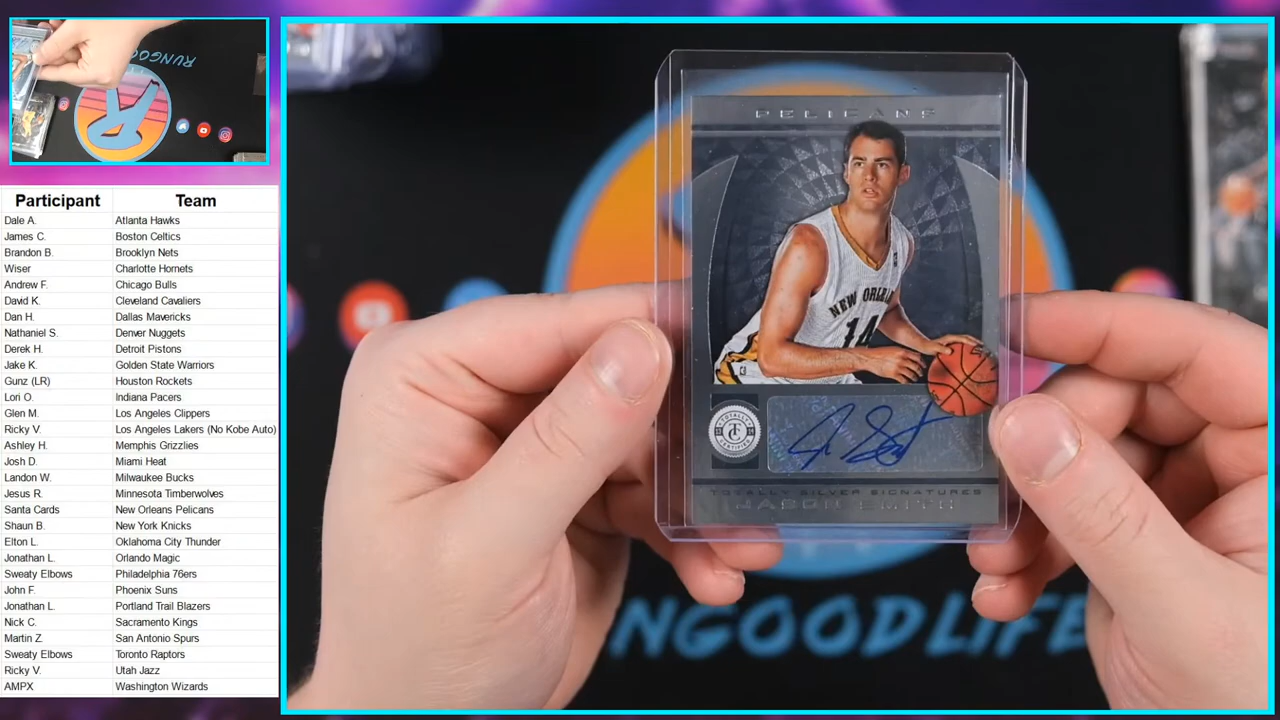 RUNGOODLIFE
Participant Team
Dale A. Atlanta Hawks
James C. Boston Celtics
Brandon B. Brooklyn Nets
Wiser Charlotte Hornets
Andrew F. Chicago Bulls
David K. Cleveland Cavaliers
Dan H. Dallas Mavericks
Nathaniel S. Denver Nuggets
Derek H. Detroit Pistons
Jake K. Golden State Warriors
Gunz (LR) Houston Rockets
Lori O. Indiana Pacers
Glen M. Los Angeles Clippers
Ricky V. Los Angeles Lakers (No Kobe Auto)
Ashley H. Memphis Grizzlies
Josh D. Miami Heat
Landon W. Milwaukee Bucks
Jesus R. Minnesota Timberwolves
Santa Cards New Orleans Pelicans
Shaun B. New York Knicks
Elton L. Oklahoma City Thunder
Jonathan L. Orlando Magic
Sweaty Elbows Philadelphia 76ers
John F. Phoenix Suns
Jonathan L. Portland Trail Blazers
Nick C. Sacramento Kings
Martin Z. San Antonio Spurs
Sweaty Elbows Toronto Raptors
Ricky V. Utah Jazz
AMPX Washington Wizards
PELICANS
NEW ORLEANS
14
TOTALLY
TC
CERTIFIED
TOTALLY SILVER SIGNATURES
JASON SMITH
NGOODLIFE